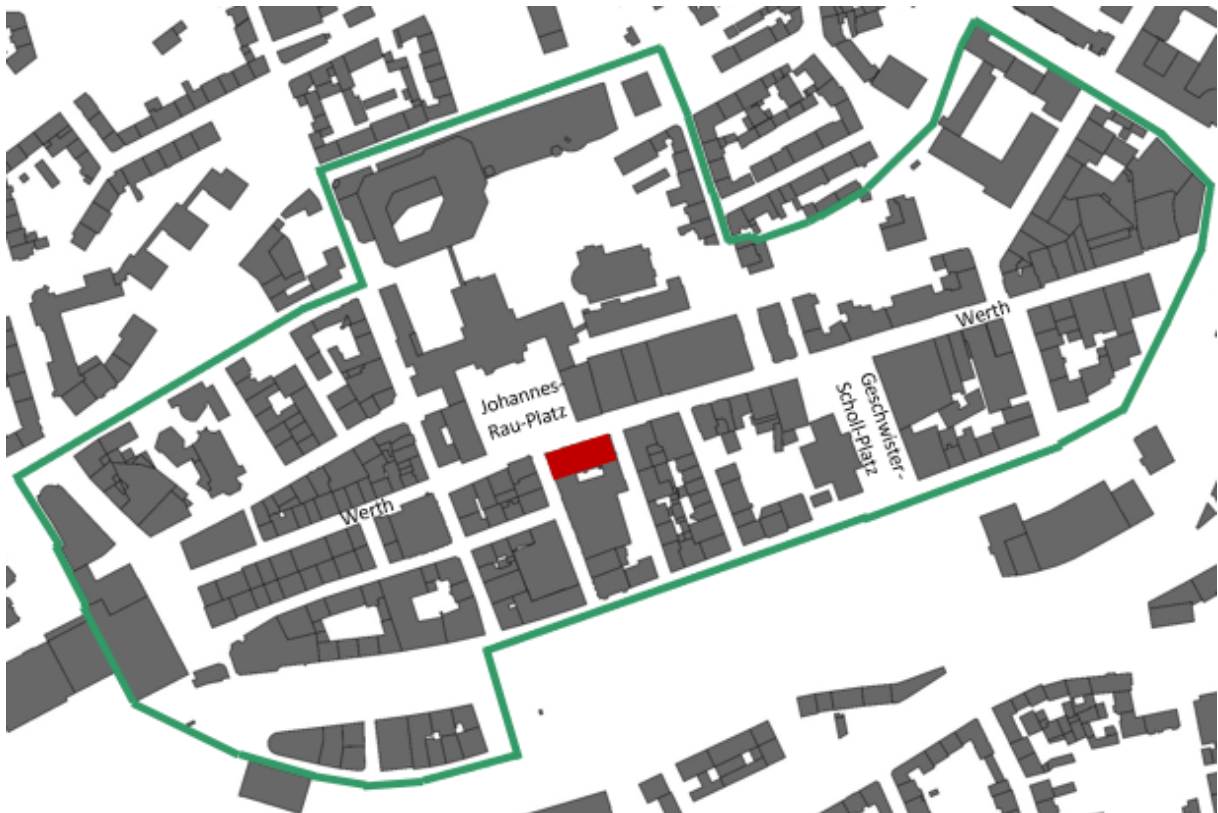 Werth
Johannes-
Rau-Platz
Geschwister-
Scholl-Platz
Werth